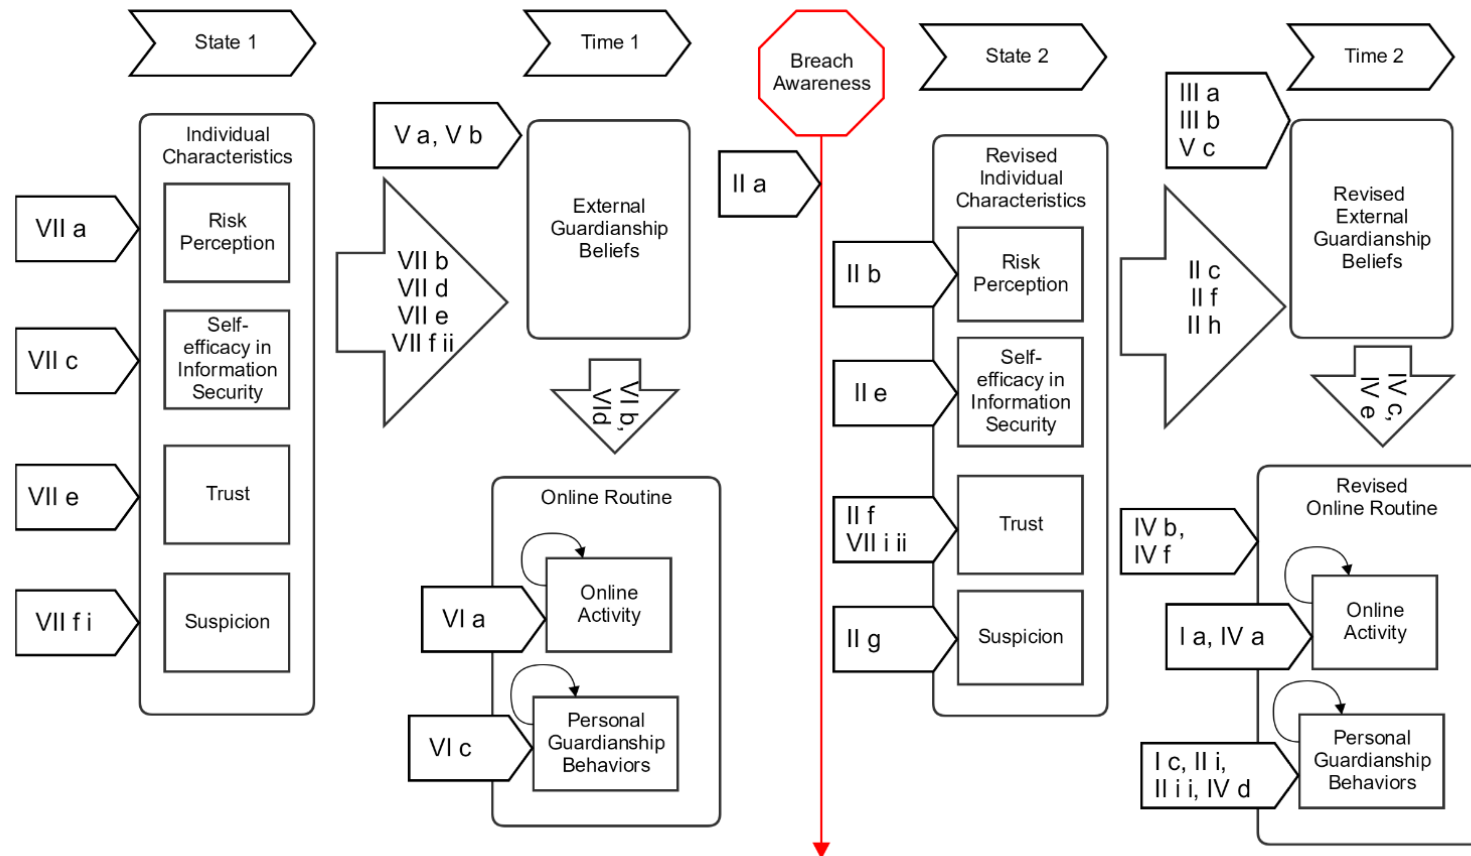 State 1
Time 1
Breach
Awareness
State 2
Time 2
Individual
Characteristics
VII a
Risk
Perception
VII c
Self-
efficacy in
Information
Security
VII e
Trust
VII f i
Suspicion
V a, V b
VII b
VII d
VII e
VII f ii
External
Guardianship
Beliefs
VI b,
VId
Online Routine
VI a
Online
Activity
VI c
Personal
Guardianship
Behaviors
II a
Revised
Individual
Characteristics
II b
Risk
Perception
II e
Self-
efficacy in
Information
Security
II f
VII i ii
Trust
II g
Suspicion
III a
III b
V c
II c
II f
II h
Revised
External
Guardianship
Beliefs
IV c,
IV e
Revised
Online Routine
IV b,
IV f
I a, IV a
Online
Activity
I c, II i,
II i i, IV d
Personal
Guardianship
Behaviors